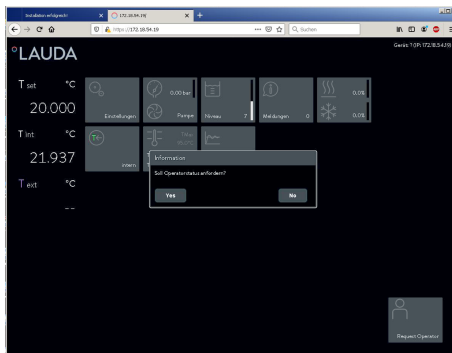 Installation erfolgreich!
172.18.54.19/
https://172.18.54.19/
Suchen
°LAUDA
Gerät: 1 (IP: 172.18.54.19)
T set °C
20.000
T int °C
21.937
T ext °C
--
Einstellungen
0.00 bar
Pumpe
Niveau 7
Meldungen 0
0.0%
0.0%
intern
Information
Soll Operatorstatus anfordern?
Yes
No
Request Operator